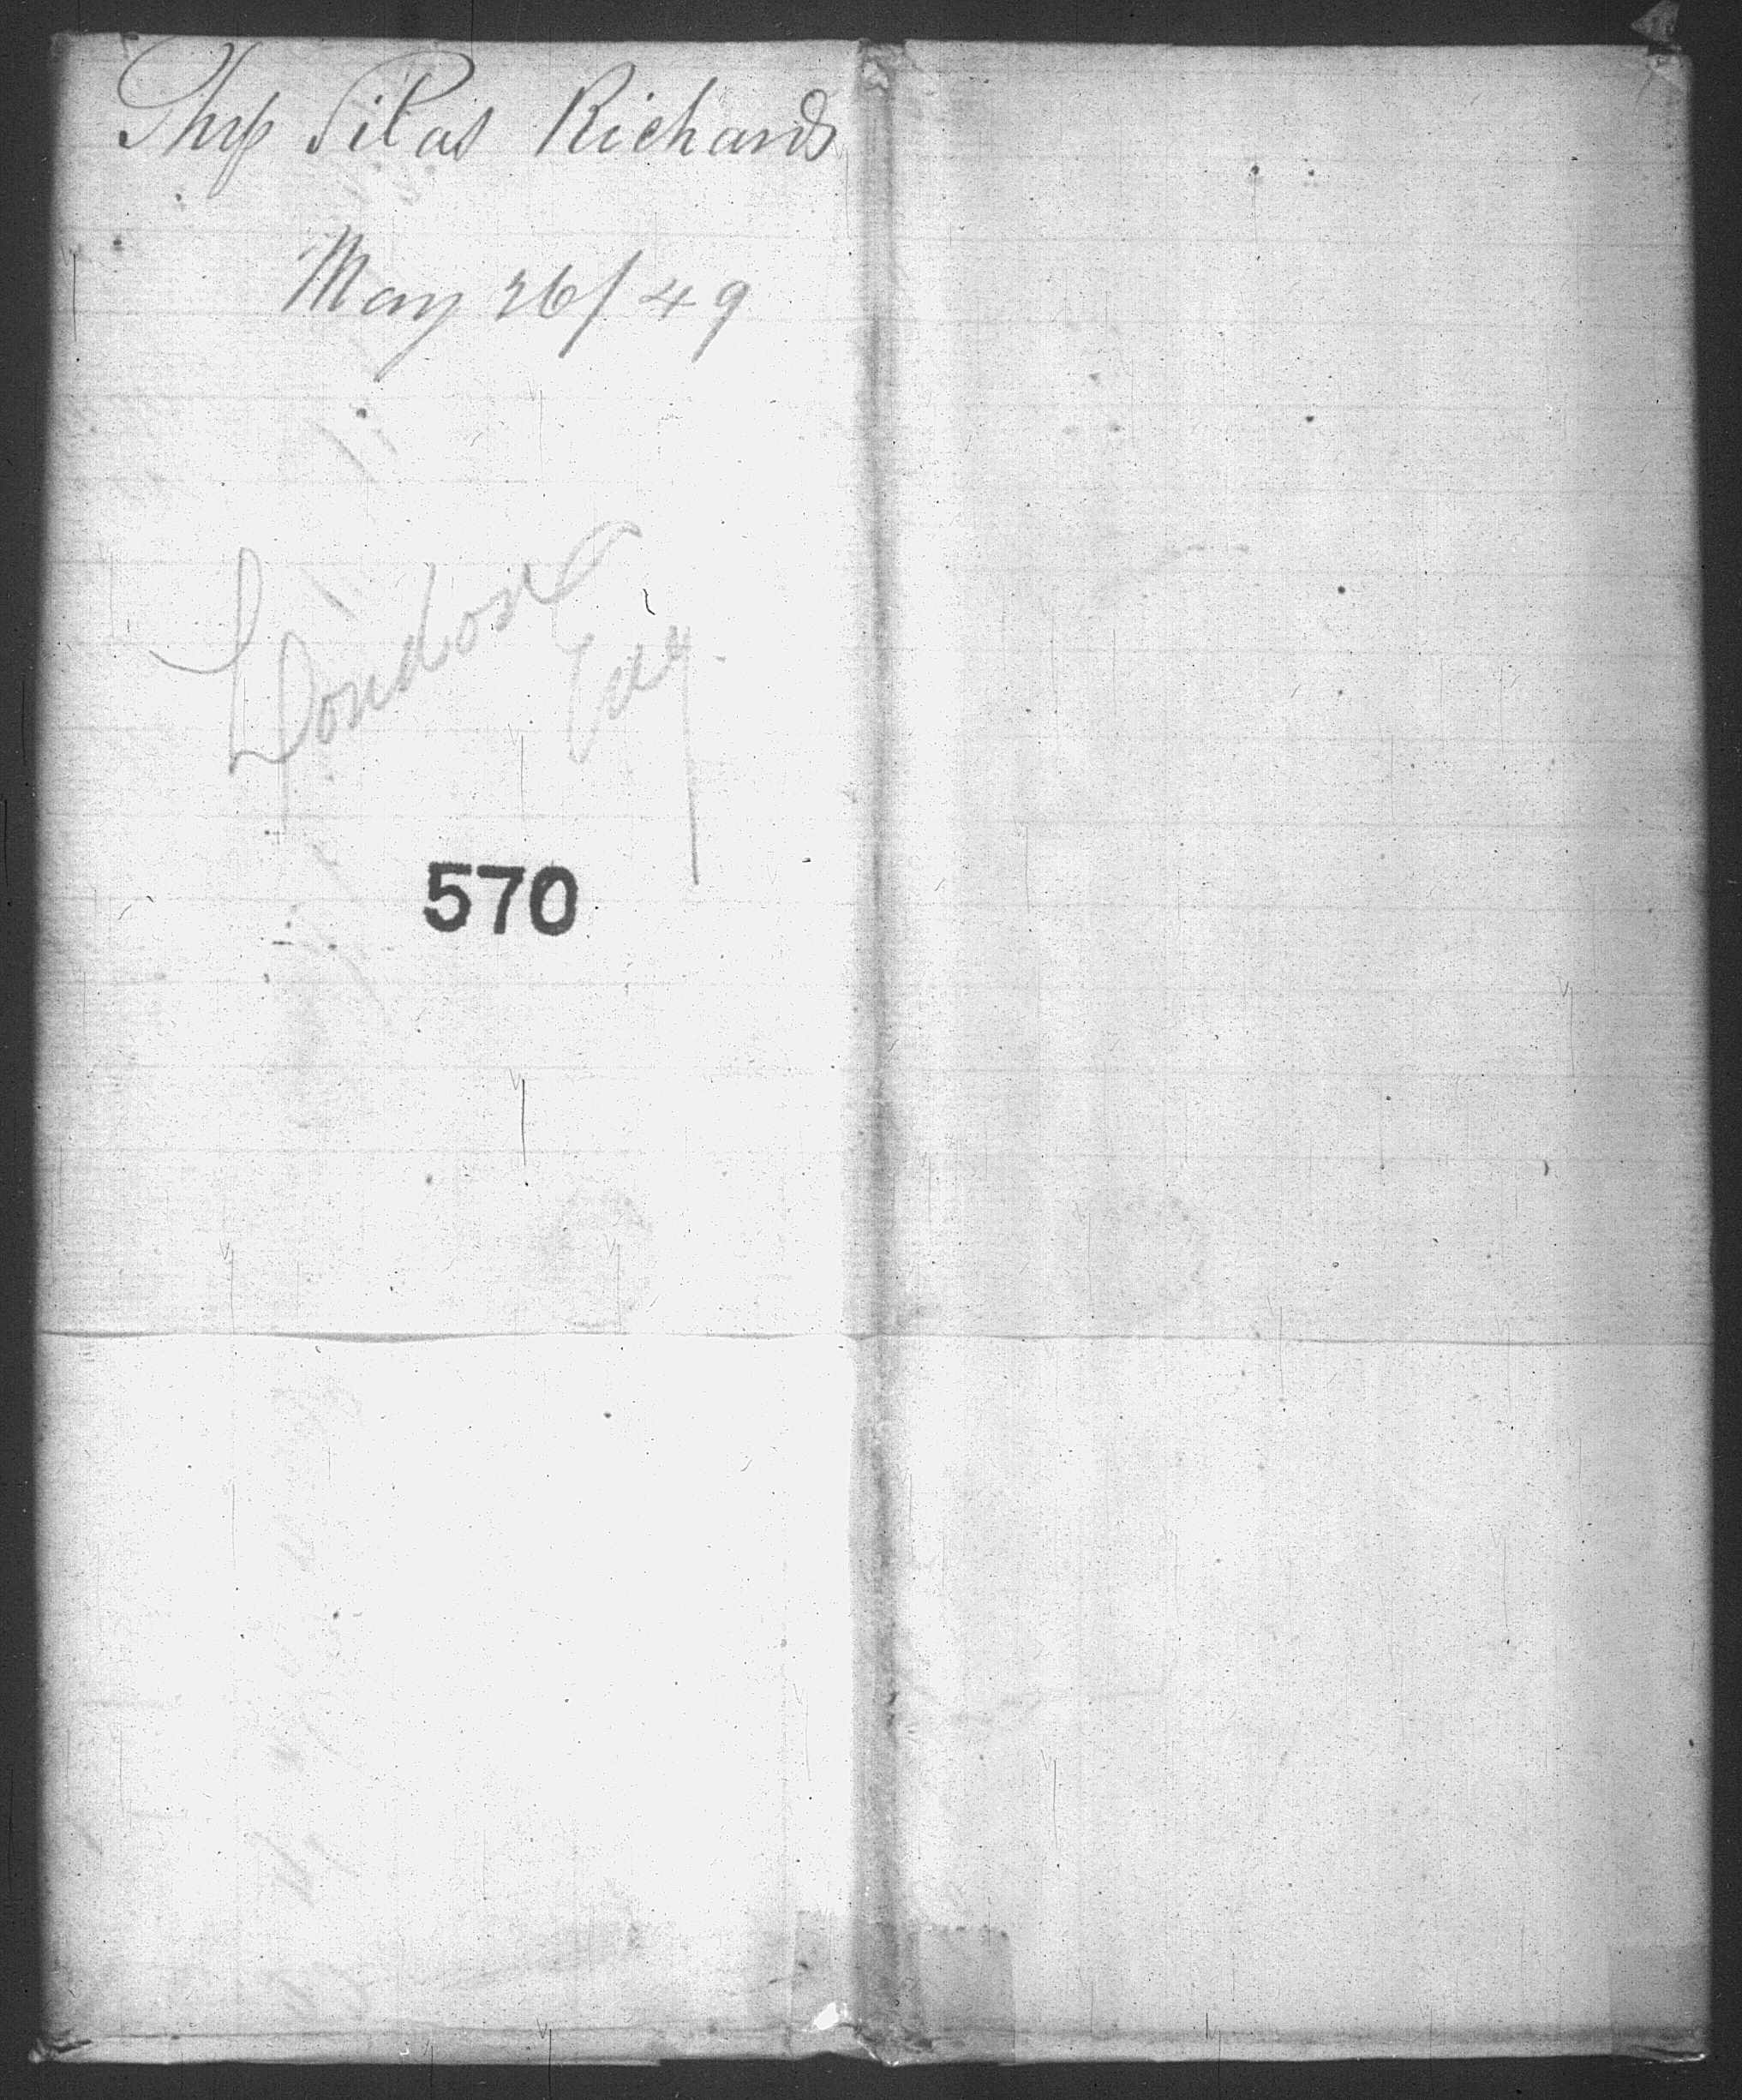 Ship Silas Richards
May 26/49
London
570